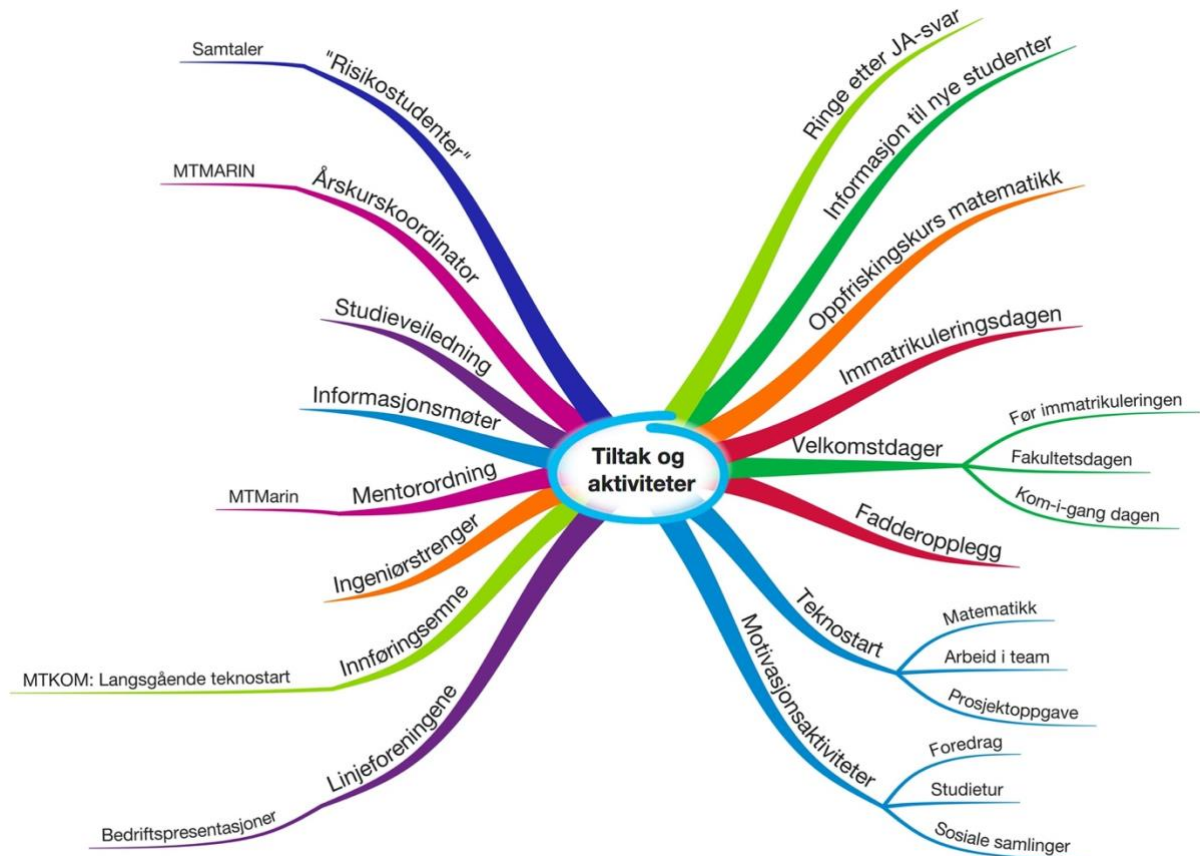 Tiltak og
aktiviteter
Ringe etter JA-svar
Informasjon til nye studenter
Oppfriskingskurs matematikk
Immatrikuleringsdagen
Velkomstdager
Før immatrikuleringen
Fakultetsdagen
Kom-i-gang dagen
Fadderopplegg
Teknostart
Matematikk
Arbeid i team
Prosjektoppgave
Motivasjonsaktiviteter
Foredrag
Studietur
Sosiale samlinger
"Risikostudenter"
Samtaler
Årskurskoordinator
MTMARIN
Studieveiledning
Informasjonsmøter
Mentorordning
MTMarin
Ingeniørstrenger
Innføringsemne
MTKOM: Langsgående teknostart
Linjeforeningene
Bedriftspresentasjoner